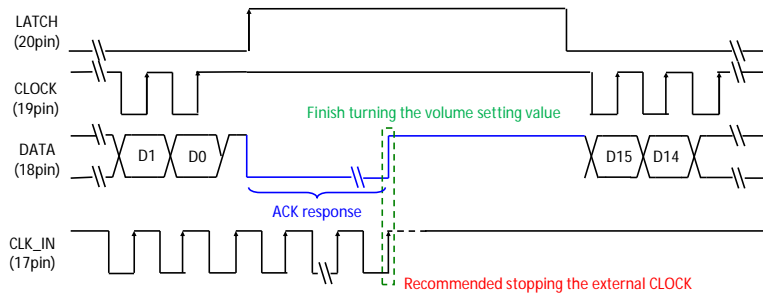 LATCH
(20pin)
CLOCK
(19pin)
Finish turning the volume setting value
DATA
(18pin)
D1
D0
D15
D14
ACK response
CLK_IN
(17pin)
Recommended stopping the external CLOCK